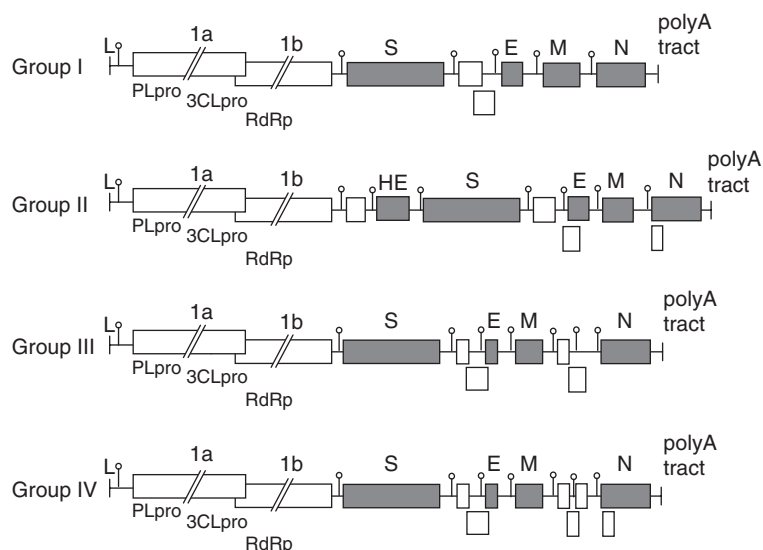 1a 1b S E M N polyA tract
Group I L
PLpro 3CLpro RdRp
1a 1b HE S E M N polyA tract
Group II L
PLpro 3CLpro RdRp
1a 1b S E M N polyA tract
Group III L
PLpro 3CLpro RdRp
1a 1b S E M N polyA tract
Group IV L
PLpro 3CLpro RdRp